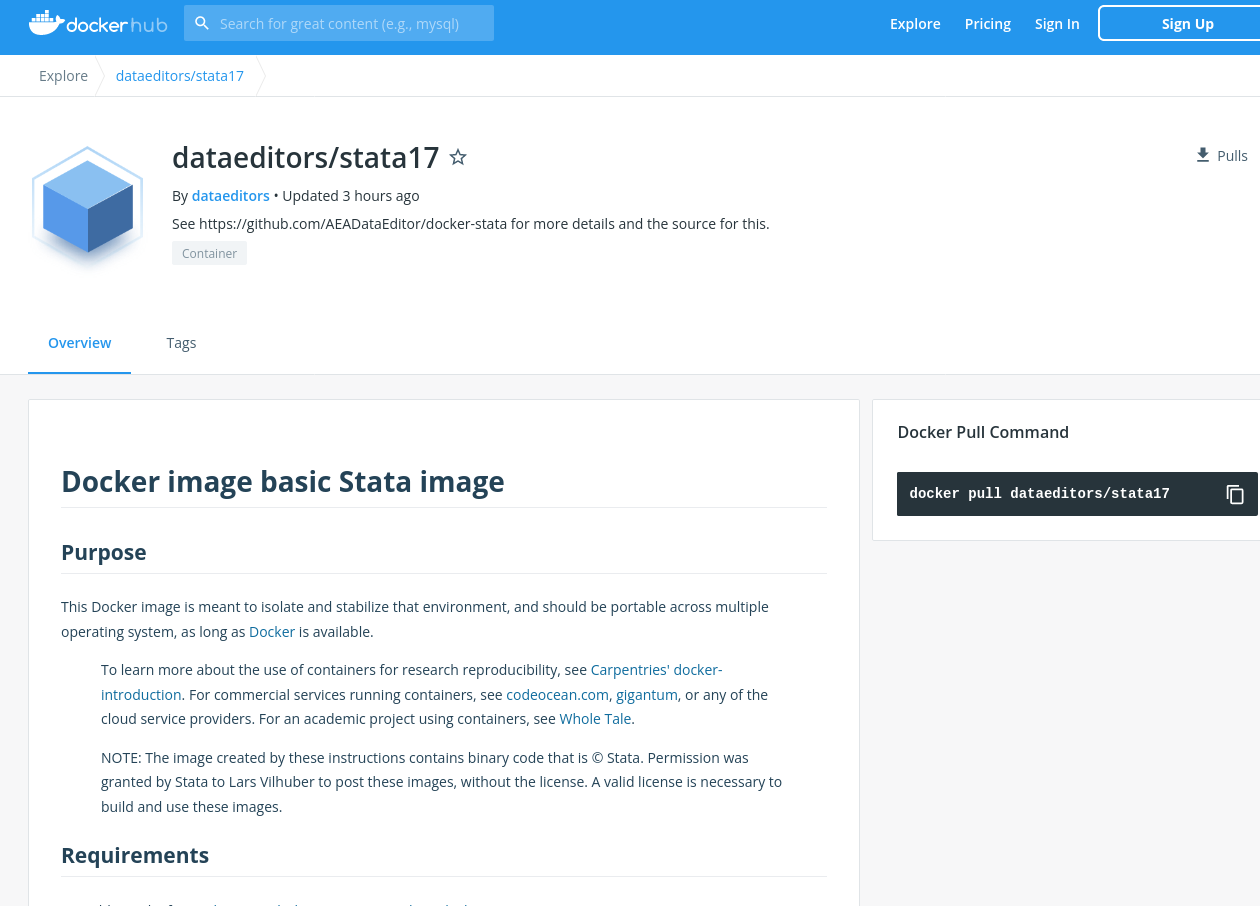 dockerhub
Search for great content (e.g., mysql)
Explore
Pricing
Sign In
Sign Up
Explore
dataeditors/stata17
dataeditors/stata17
Pulls
By dataeditors • Updated 3 hours ago
See https://github.com/AEADataEditor/docker-stata for more details and the source for this.
Container
Overview
Tags
Docker image basic Stata image
Purpose
This Docker image is meant to isolate and stabilize that environment, and should be portable across multiple
operating system, as long as Docker is available.
To learn more about the use of containers for research reproducibility, see Carpentries' docker-
introduction. For commercial services running containers, see codeocean.com, gigantum, or any of the
cloud service providers. For an academic project using containers, see Whole Tale.
NOTE: The image created by these instructions contains binary code that is © Stata. Permission was
granted by Stata to Lars Vilhuber to post these images, without the license. A valid license is necessary to
build and use these images.
Requirements
Docker Pull Command
docker pull dataeditors/stata17